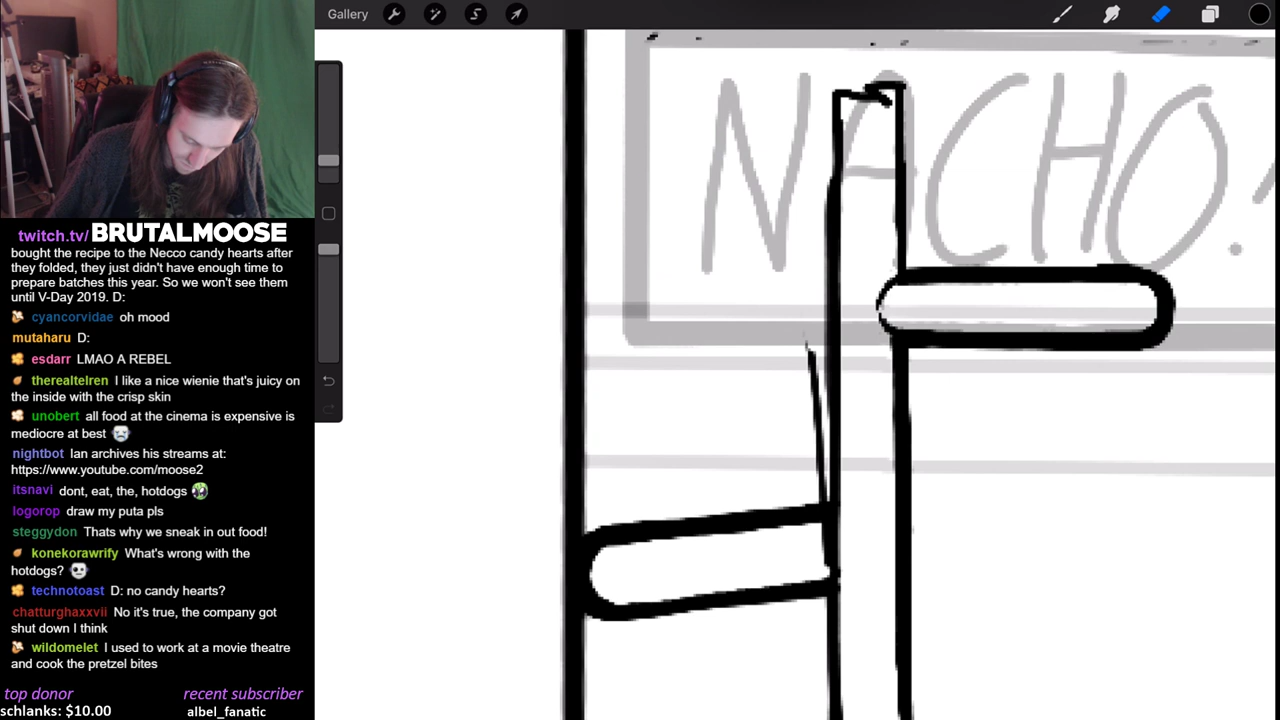 Gallery
NACHO!
twitch.tv/BRUTALMOOSE
bought the recipe to the Necco candy hearts after
they folded, they just didn't have enough time to
prepare batches this year. So we won't see them
until V-Day 2019. D:
cyancorvidae oh mood
mutaharu D:
esdarr LMAO A REBEL
therealtelren I like a nice wienie that's juicy on
the inside with the crisp skin
unobert all food at the cinema is expensive is
mediocre at best
nightbot Ian archives his streams at:
https://www.youtube.com/moose2
itsnavi dont, eat, the, hotdogs
logorop draw my puta pls
steggydon Thats why we sneak in out food!
konekorawrify What's wrong with the
hotdogs?
technotoast D: no candy hearts?
chatturghaxxvii No it's true, the company got
shut down I think
wildomelet I used to work at a movie theatre
and cook the pretzel bites
top donor
schlanks: $10.00
recent subscriber
albel_fanatic